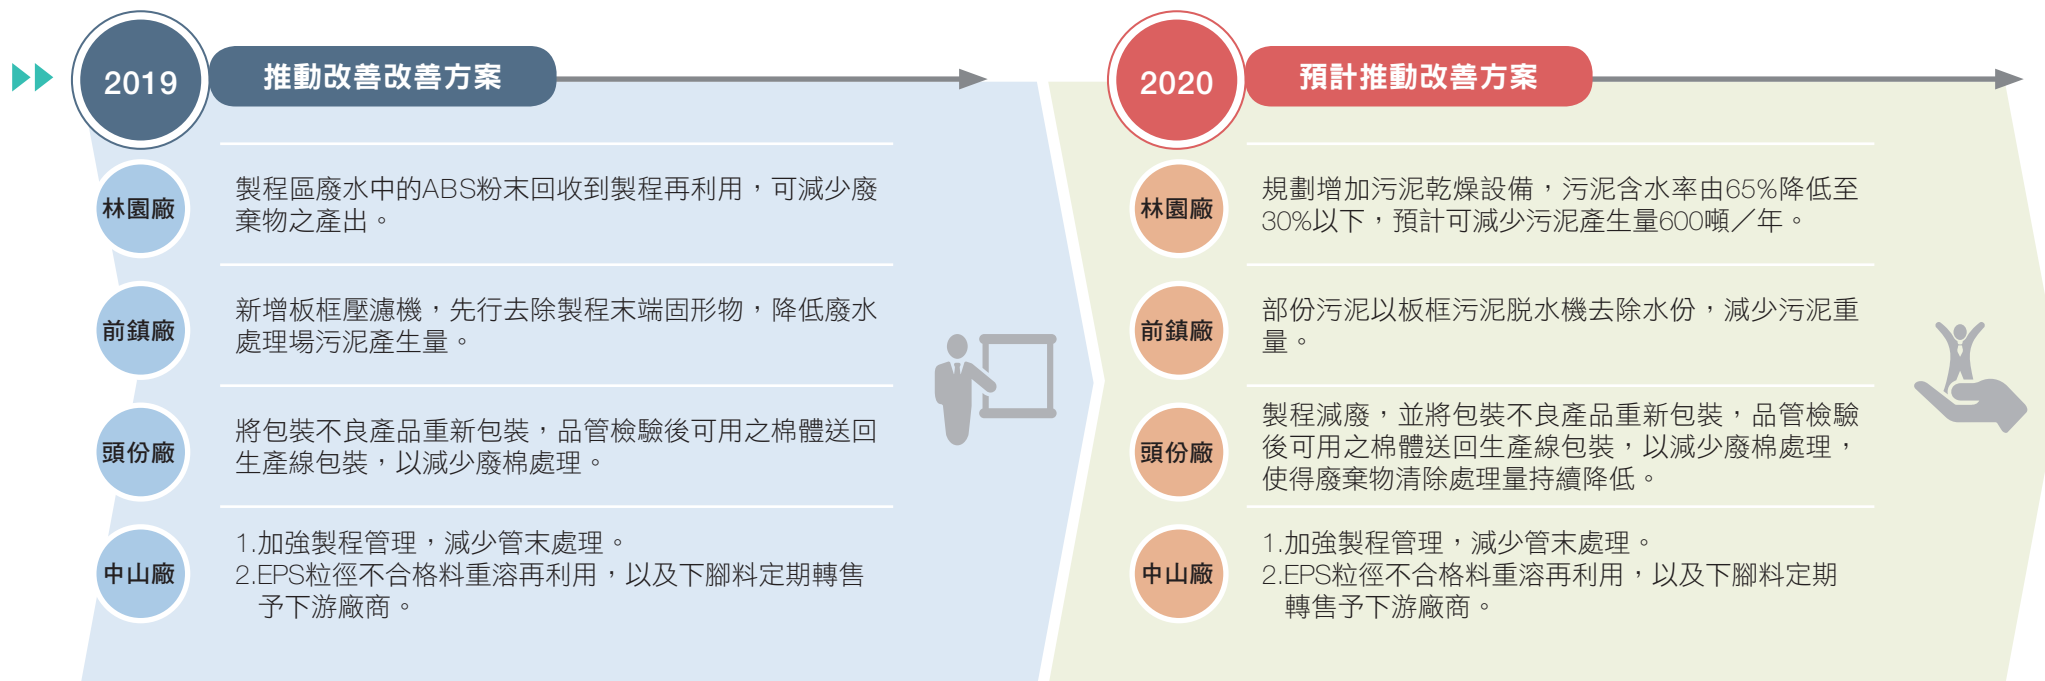 2019
推動改善改善方案
林園廠
製程區廢水中的ABS粉末回收到製程再利用，可減少廢
棄物之產出。
前鎮廠
新增板框壓濾機，先行去除製程末端固形物，降低廢水
處理場污泥產生量。
頭份廠
將包裝不良產品重新包裝，品管檢驗後可用之棉體送回
生產線包裝，以減少廢棉處理。
中山廠
1.加強製程管理，減少管末處理。
2.EPS粒徑不合格料重溶再利用，以及下腳料定期轉售
予下游廠商。
2020
預計推動改善方案
林園廠
規劃增加污泥乾燥設備，污泥含水率由65%降低至
30%以下，預計可減少污泥產生量600噸／年。
前鎮廠
部份污泥以板框污泥脫水機去除水份，減少污泥重
量。
頭份廠
製程減廢，並將包裝不良產品重新包裝，品管檢驗
後可用之棉體送回生產線包裝，以減少廢棉處理，
使得廢棄物清除處理量持續降低。
中山廠
1.加強製程管理，減少管末處理。
2.EPS粒徑不合格料重溶再利用，以及下腳料定期
轉售予下游廠商。